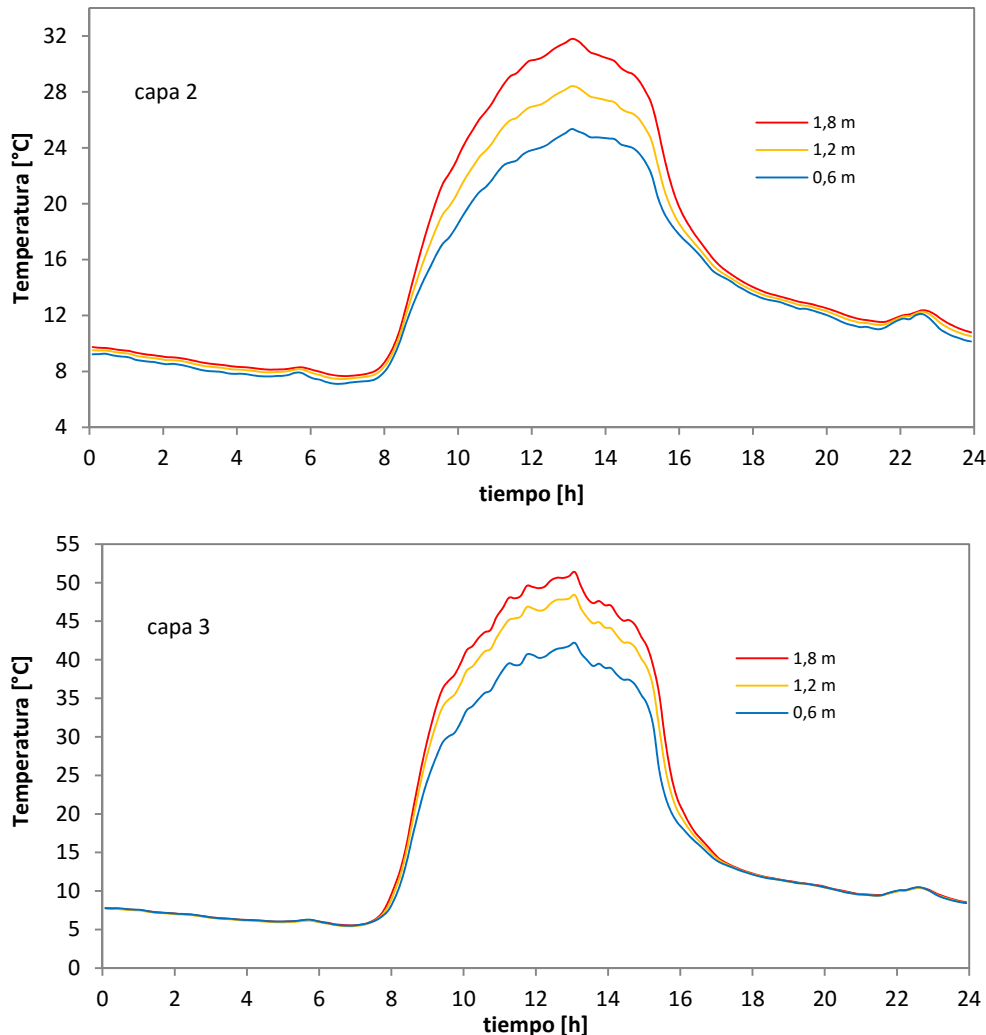 32
28
24
20
16
12
8
4
Temperatura [°C]
capa 2
1,8 m
1,2 m
0,6 m
0 2 4 6 8 10 12 14 16 18 20 22 24
tiempo [h]
55
50
45
40
35
30
25
20
15
10
5
0
Temperatura [°C]
capa 3
1,8 m
1,2 m
0,6 m
0 2 4 6 8 10 12 14 16 18 20 22 24
tiempo [h]